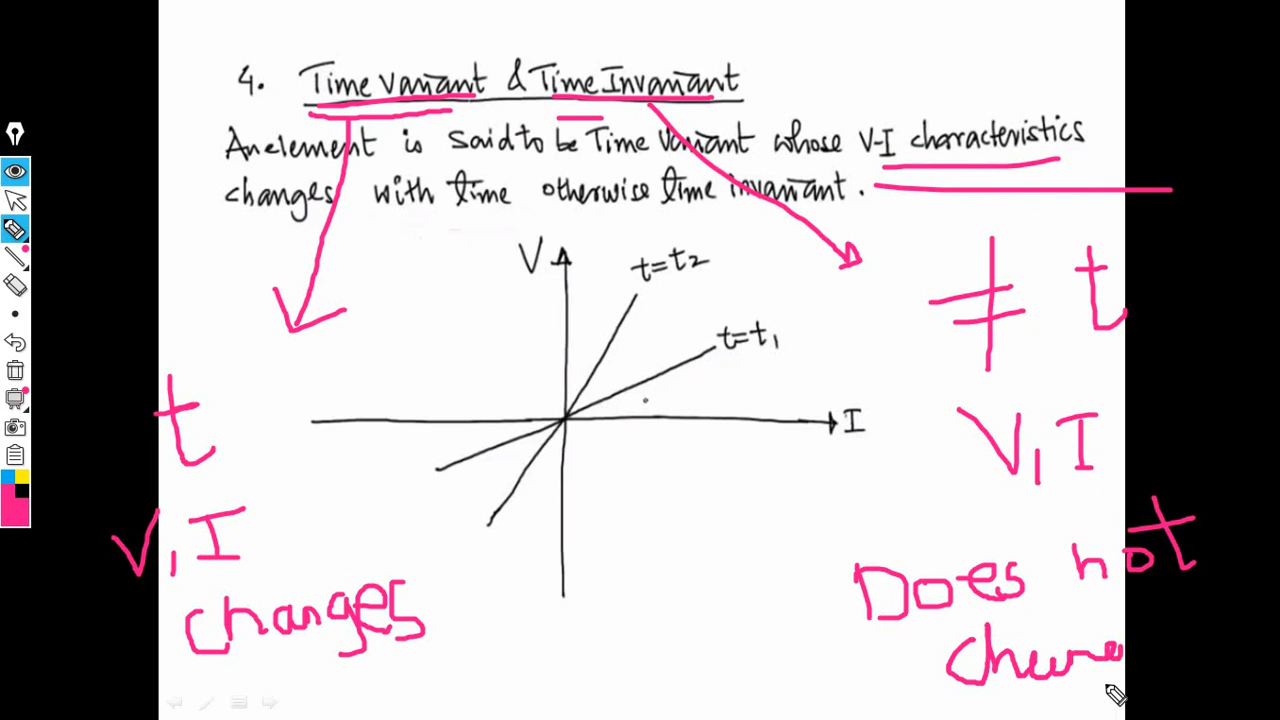 4. Time Variant & Time Invariant
An element is said to be Time Variant whose V-I characteristics
changes with time otherwise time invariant.
V
t=t2
t=t1
I
t
V, I
changes
≠ t
V, I
Does not